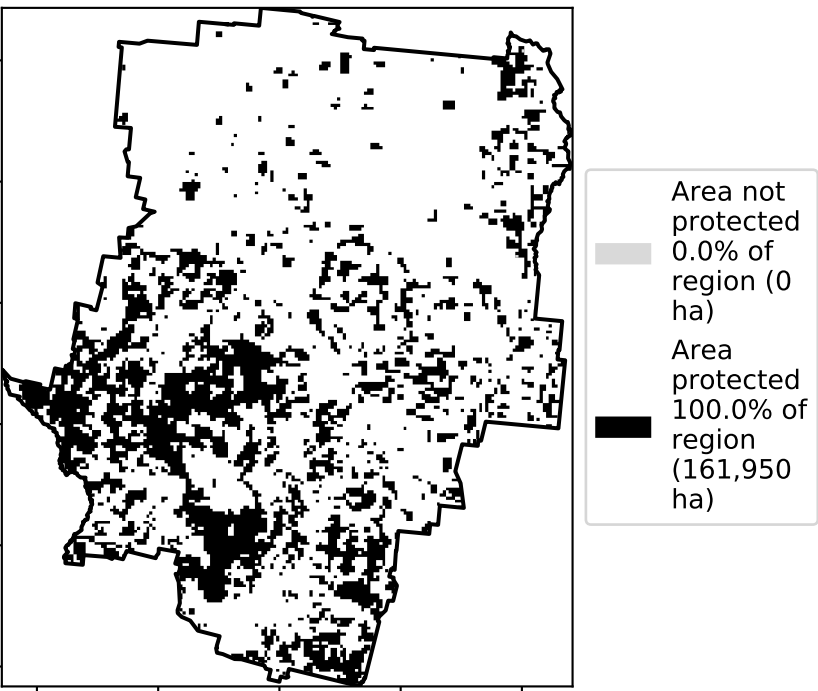 Area not
protected
0.0% of
region (0
ha)
Area
protected
100.0% of
region
(161,950
ha)